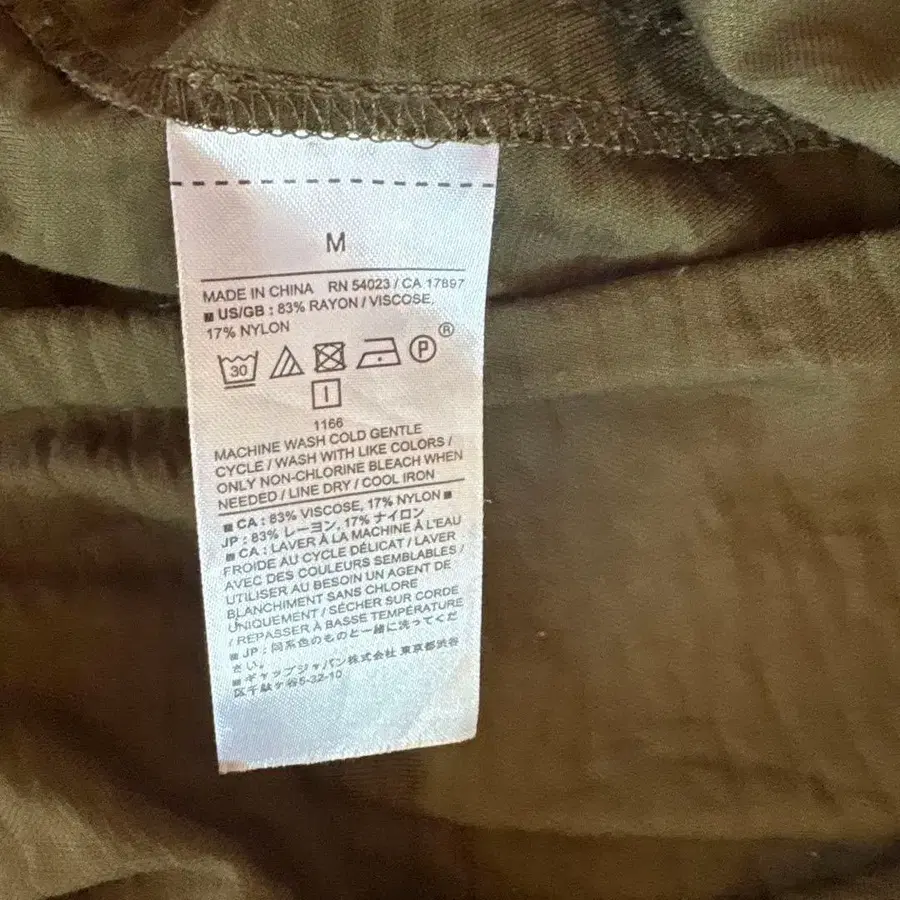 M
MADE IN CHINA RN 54023 / CA 17897
■ US/GB : 83% RAYON / VISCOSE,
17% NYLON
30 P ®
1166
MACHINE WASH COLD GENTLE
CYCLE / WASH WITH LIKE COLORS /
ONLY NON-CHLORINE BLEACH WHEN
NEEDED / LINE DRY / COOL IRON
■ CA : 83% VISCOSE, 17% NYLON ■
JP : 83% レーヨン, 17% ナイロン
■ CA : LAVER À LA MACHINE À L'EAU
FROIDE AU CYCLE DÉLICAT / LAVER
AVEC DES COULEURS SEMBLABLES /
UTILISER AU BESOIN UN AGENT DE
BLANCHIMENT SANS CHLORE
UNIQUEMENT / SÉCHER SUR CORDE
/ REPASSER À BASSE TEMPÉRATURE
■ JP : 同系色のものと一緒に洗ってくだ
さい。
■ ギャップジャパン株式会社 東京都渋谷
区千駄ヶ谷5-32-10